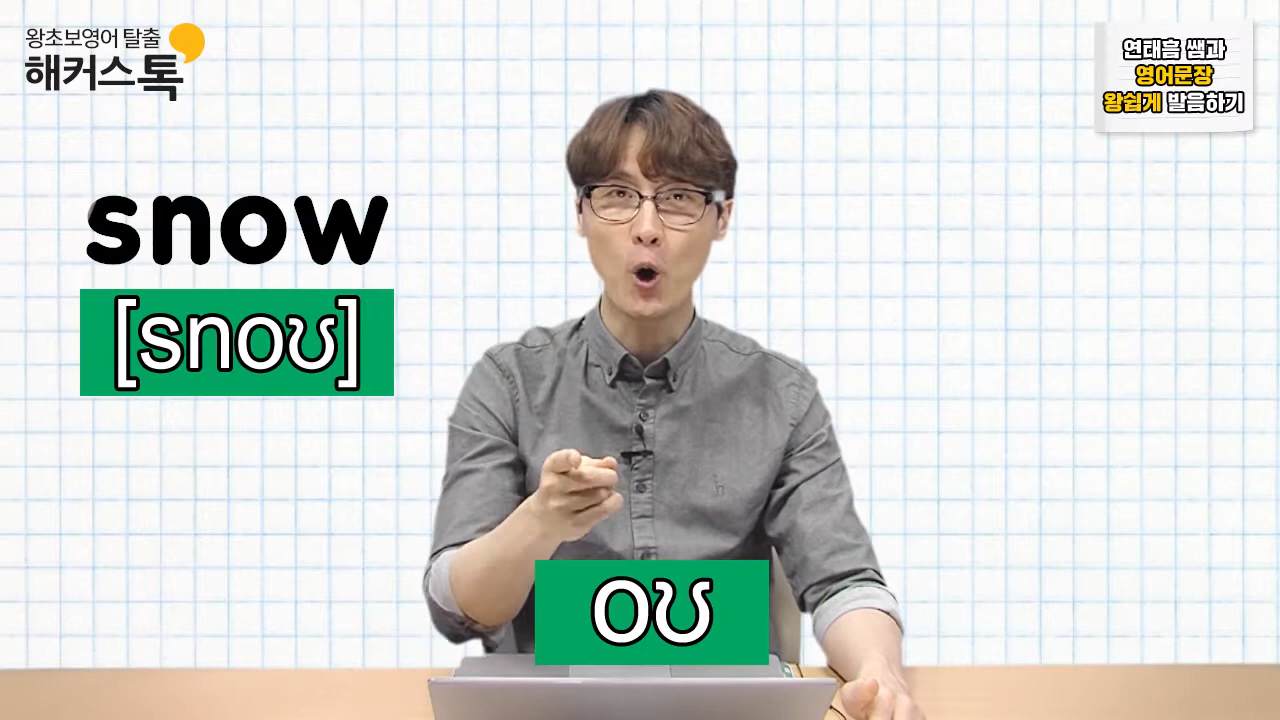 왕초보영어 탈출
해커스톡
연태흠 쌤과
영어문장
왕쉽게 발음하기
snow
[snoʊ]
oʊ